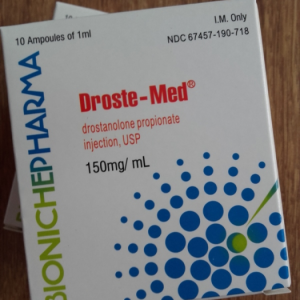 10 Ampoules of 1ml
I.M. Only
NDC 67457-190-718
Droste-Med®
drostanolone propionate
injection, USP
150mg/ mL
BIONICHEPHARMA